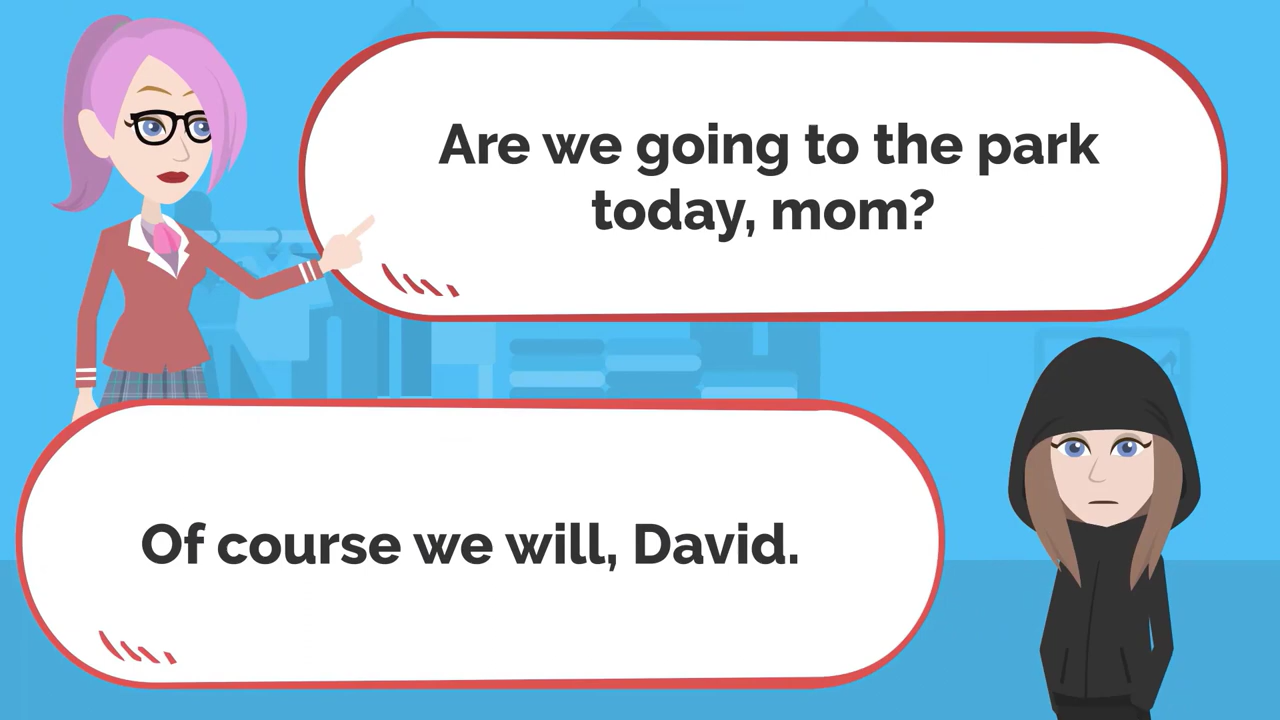 Are we going to the park
today, mom?
Of course we will, David.